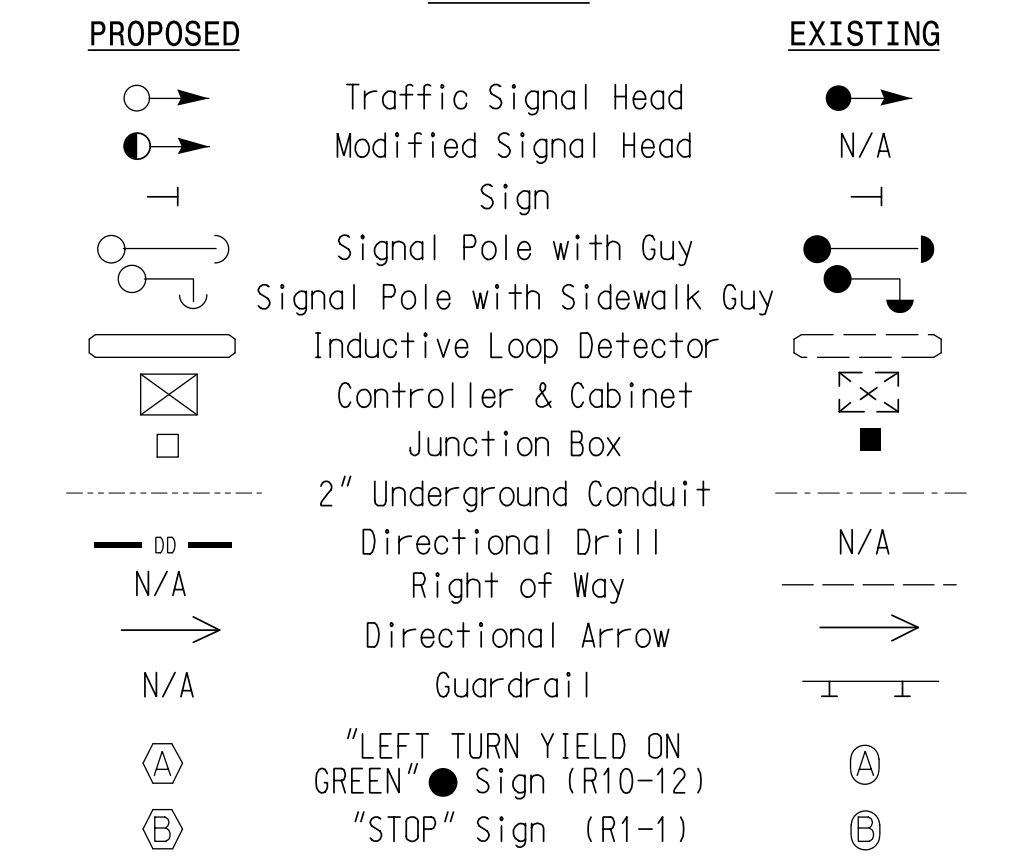 PROPOSED EXISTING
Traffic Signal Head
Modified Signal Head N/A
Sign
Signal Pole with Guy
Signal Pole with Sidewalk Guy
Inductive Loop Detector
Controller & Cabinet
Junction Box
2" Underground Conduit
DD Directional Drill N/A
N/A Right of Way
Directional Arrow
N/A Guardrail
"LEFT TURN YIELD ON
A GREEN" ● Sign (R10-12) A
B "STOP" Sign (R1-1) B